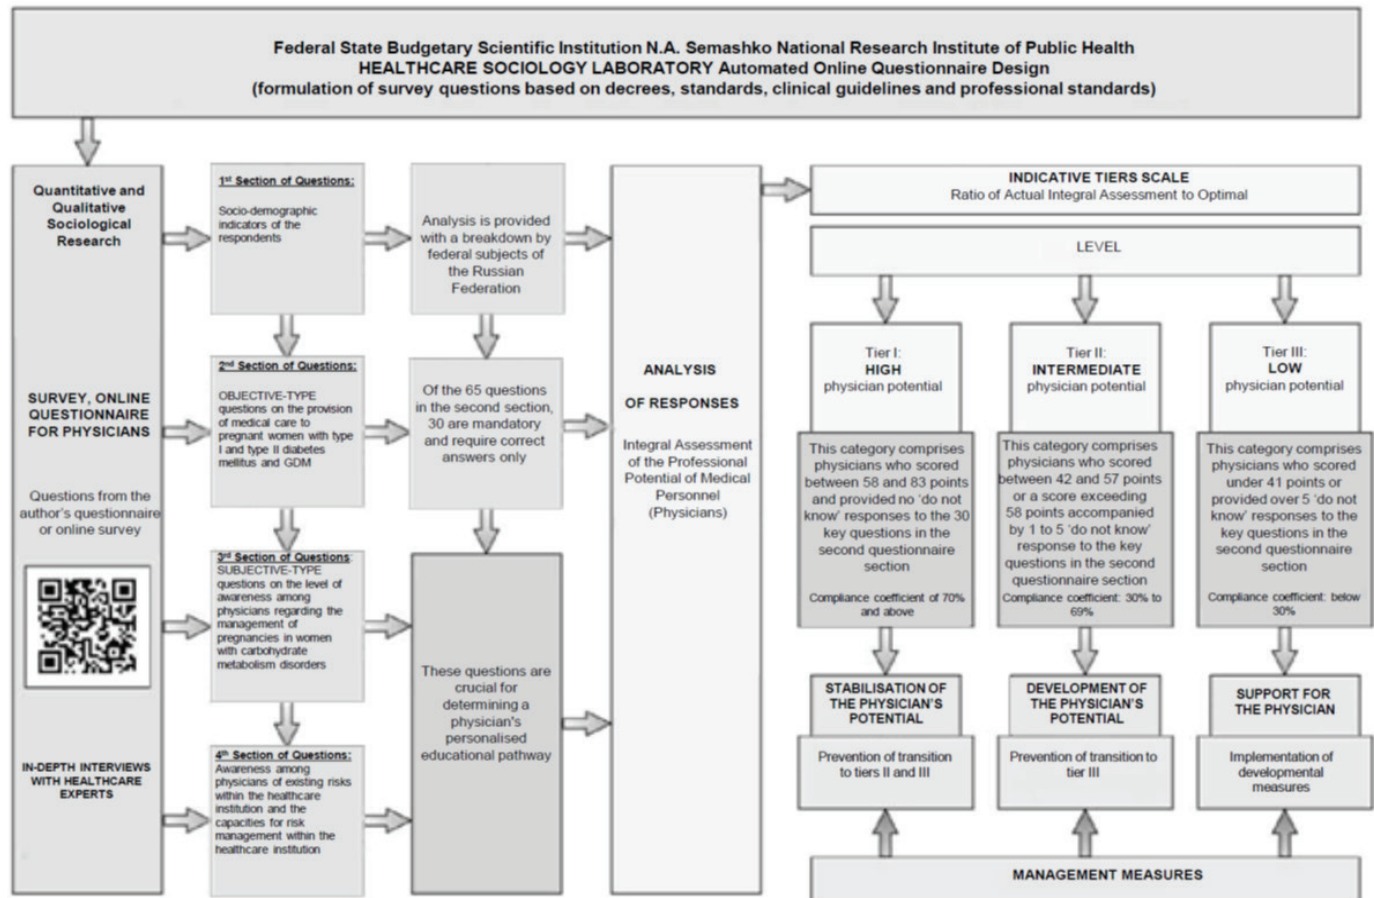 Federal State Budgetary Scientific Institution N.A. Semashko National Research Institute of Public Health
HEALTHCARE SOCIOLOGY LABORATORY Automated Online Questionnaire Design
(formulation of survey questions based on decrees, standards, clinical guidelines and professional standards)
Quantitative and
Qualitative
Sociological
Research
SURVEY, ONLINE
QUESTIONNAIRE
FOR PHYSICIANS
Questions from the
author's questionnaire
or online survey
IN-DEPTH INTERVIEWS
WITH HEALTHCARE
EXPERTS
1st Section of Questions:
Socio-demographic
indicators of the
respondents
2nd Section of Questions:
OBJECTIVE-TYPE
questions on the provision
of medical care to
pregnant women with type
I and type II diabetes
mellitus and GDM
3rd Section of Questions:
SUBJECTIVE-TYPE
questions on the level of
awareness among
physicians regarding the
management of
pregnancies in women
with carbohydrate
metabolism disorders
4th Section of Questions:
Awareness among
physicians of existing risks
within the healthcare
institution and the
capacities for risk
management within the
healthcare institution
Analysis is provided
with a breakdown by
federal subjects of
the Russian
Federation
Of the 65 questions
in the second section,
30 are mandatory
and require correct
answers only
These questions are
crucial for
determining a
physician's
personalised
educational pathway
ANALYSIS
OF RESPONSES
Integral Assessment
of the Professional
Potential of Medical
Personnel
(Physicians)
INDICATIVE TIERS SCALE
Ratio of Actual Integral Assessment to Optimal
LEVEL
Tier I:
HIGH
physician potential
This category comprises
physicians who scored
between 58 and 83 points
and provided no 'do not
know' responses to the 30
key questions in the
second questionnaire
section
Compliance coefficient of 70%
and above
STABILISATION OF
THE PHYSICIAN'S
POTENTIAL
Prevention of transition
to tiers II and III
Tier II:
INTERMEDIATE
physician potential
This category comprises
physicians who scored
between 42 and 57 points
or a score exceeding
58 points accompanied
by 1 to 5 'do not know'
response to the key
questions in the second
questionnaire section
Compliance coefficient: 30% to
69%
DEVELOPMENT OF
THE PHYSICIAN'S
POTENTIAL
Prevention of transition to
tier III
Tier III:
LOW
physician potential
This category comprises
physicians who scored
under 41 points or
provided over 5 'do not
know' responses to the
key questions in the
second questionnaire
section
Compliance coefficient: below
30%
SUPPORT FOR
THE PHYSICIAN
Implementation of
developmental
measures
MANAGEMENT MEASURES